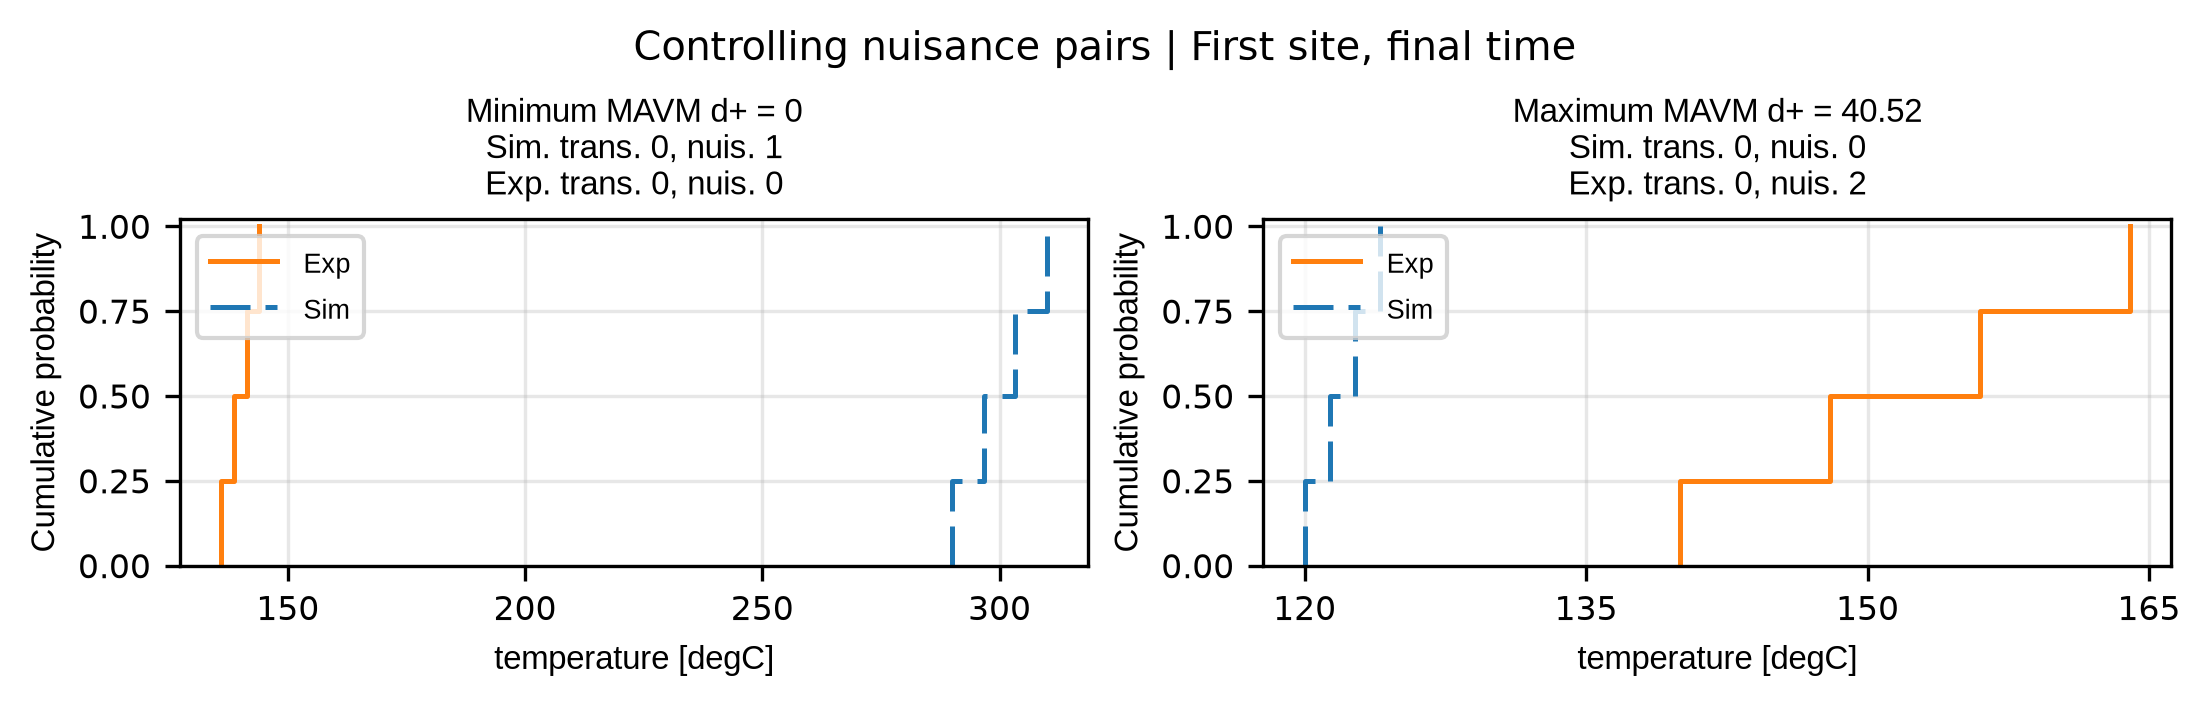 Controlling nuisance pairs | First site, final time
Minimum MAVM d+ = 0
Sim. trans. 0, nuis. 1
Exp. trans. 0, nuis. 0
Cumulative probability
1.00
0.75
0.50
0.25
0.00
Exp
Sim
150
200
250
300
temperature [degC]
Maximum MAVM d+ = 40.52
Sim. trans. 0, nuis. 0
Exp. trans. 0, nuis. 2
Cumulative probability
1.00
0.75
0.50
0.25
0.00
Exp
Sim
120
135
150
165
temperature [degC]